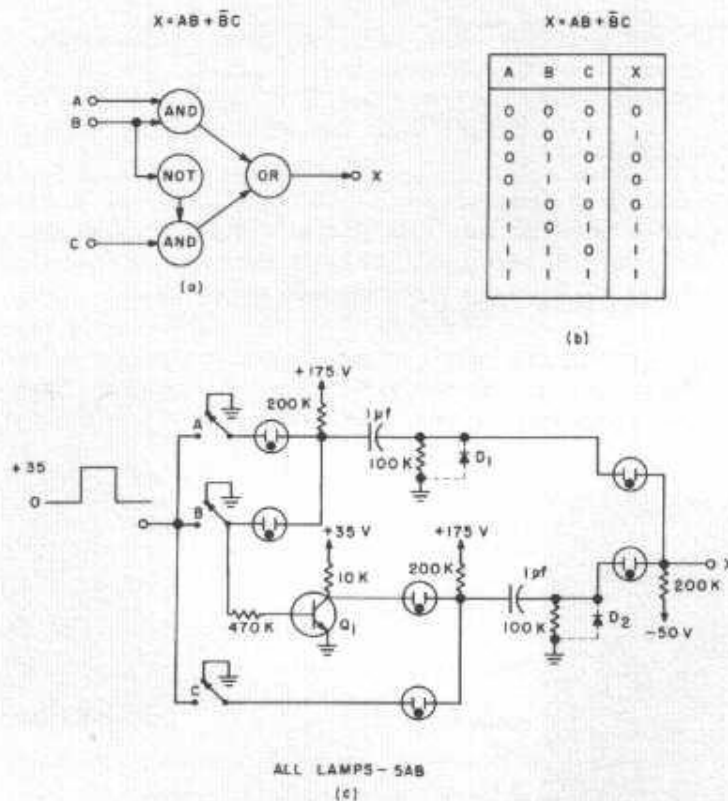 X = AB + B̄C
X = AB + B̄C
A
B
C
AND
NOT
AND
OR
X
(a)
A B C X
0 0 0 0
0 0 1 1
0 1 0 0
0 1 1 0
1 0 0 0
1 0 1 1
1 1 0 1
1 1 1 1
(b)
+175 V
200 K
1 µf
A
100 K
D1
+35
0
B
+35 V
+175 V
10 K
200K
1 µf
X
470 K
Q1
100 K
D2
200 K
-50 V
C
ALL LAMPS - 5AB
(c)